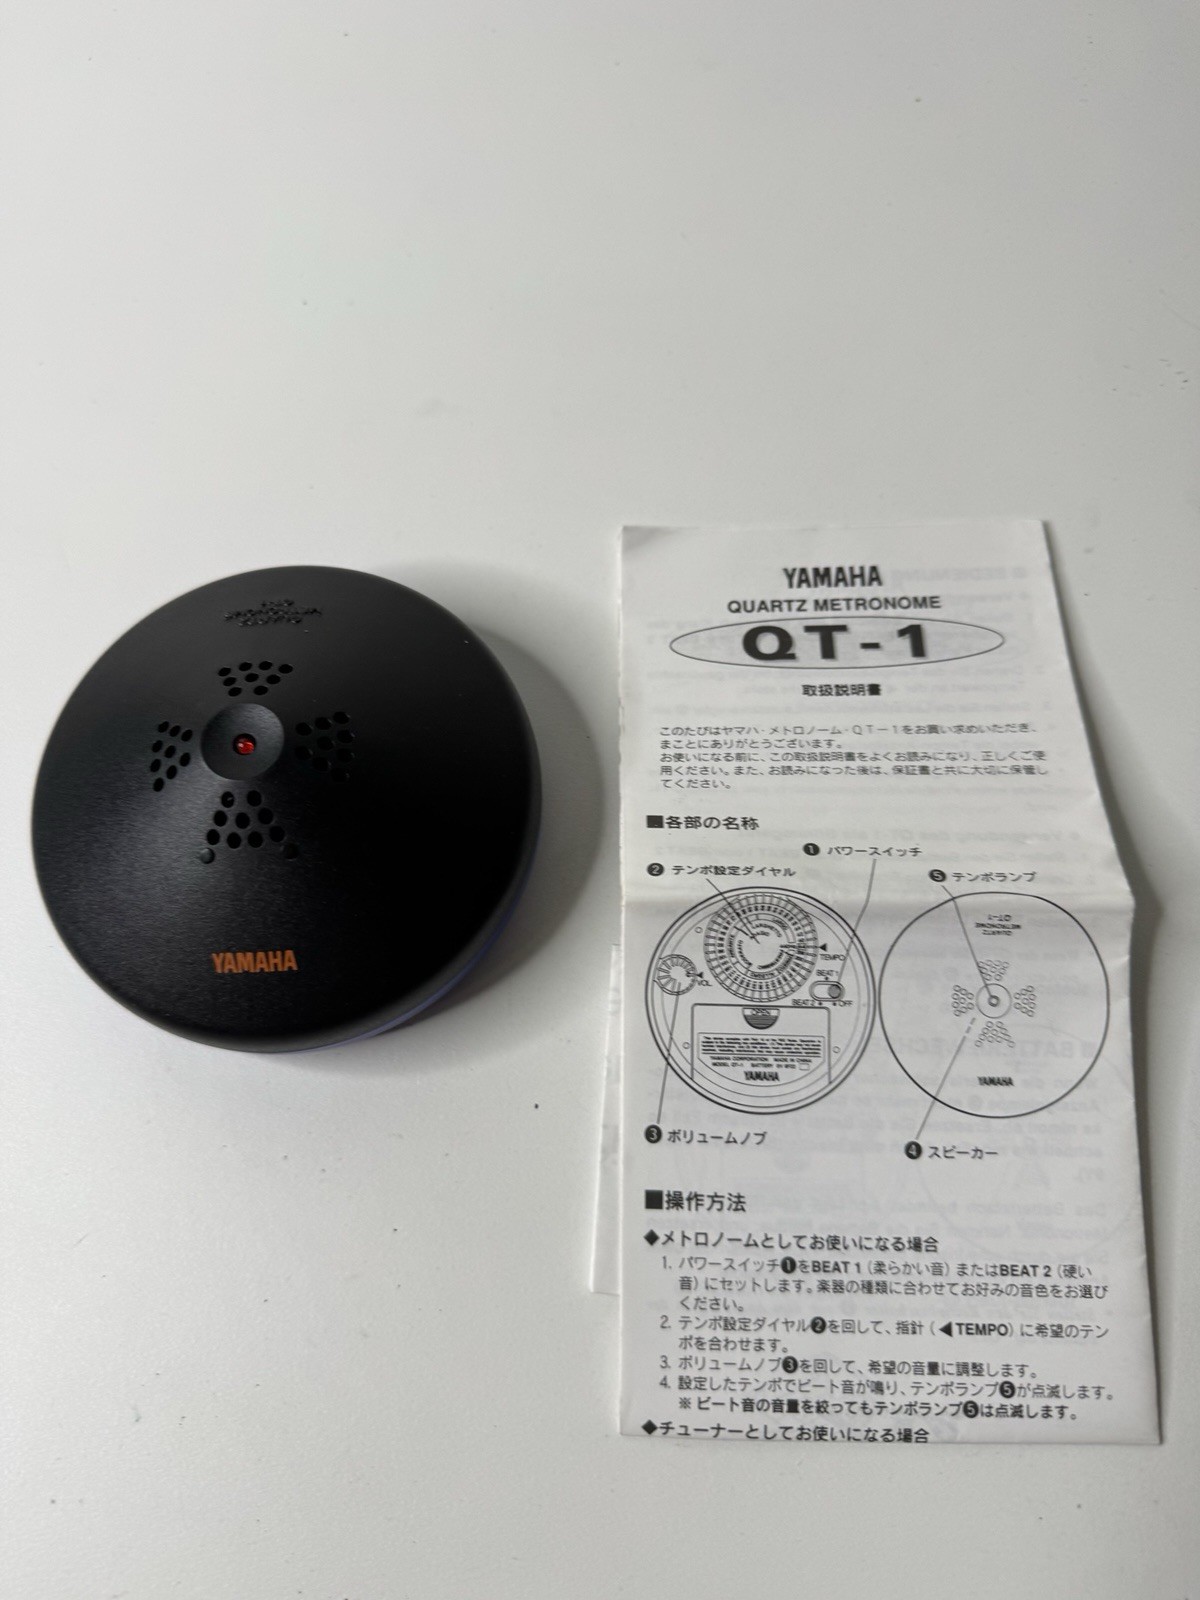 YAMAHA
YAMAHA
QUARTZ METRONOME
QT-1
取扱説明書
このたびはヤマハ・メトロノーム・QT－1をお買い求めいただき、
まことにありがとうございます。
お使いになる前に、この取扱説明書をよくお読みになり、正しくご使
用ください。また、お読みになった後は、保証書と共に大切に保管し
てください。
■各部の名称
❶ パワースイッチ
❷ テンポ設定ダイヤル
❺ テンポランプ
TEMPO
VOL
BEAT 1
BEAT 2
OFF
OPEN
YAMAHA CORPORATION MADE IN CHINA
MODEL QT-1 BATTERY 9V
YAMAHA
QT-1
QUARTZ
METRONOME
YAMAHA
❸ ボリュームノブ
❹ スピーカー
■操作方法
◆メトロノームとしてお使いになる場合
1. パワースイッチ❶をBEAT 1（柔らかい音）またはBEAT 2（硬い
音）にセットします。楽器の種類に合わせてお好みの音色をお選び
ください。
2. テンポ設定ダイヤル❷を回して、指針（◀TEMPO）に希望のテン
ポを合わせます。
3. ボリュームノブ❸を回して、希望の音量に調整します。
4. 設定したテンポでビート音が鳴り、テンポランプ❺が点滅します。
※ ビート音の音量を絞ってもテンポランプ❺は点滅します。
◆チューナーとしてお使いになる場合